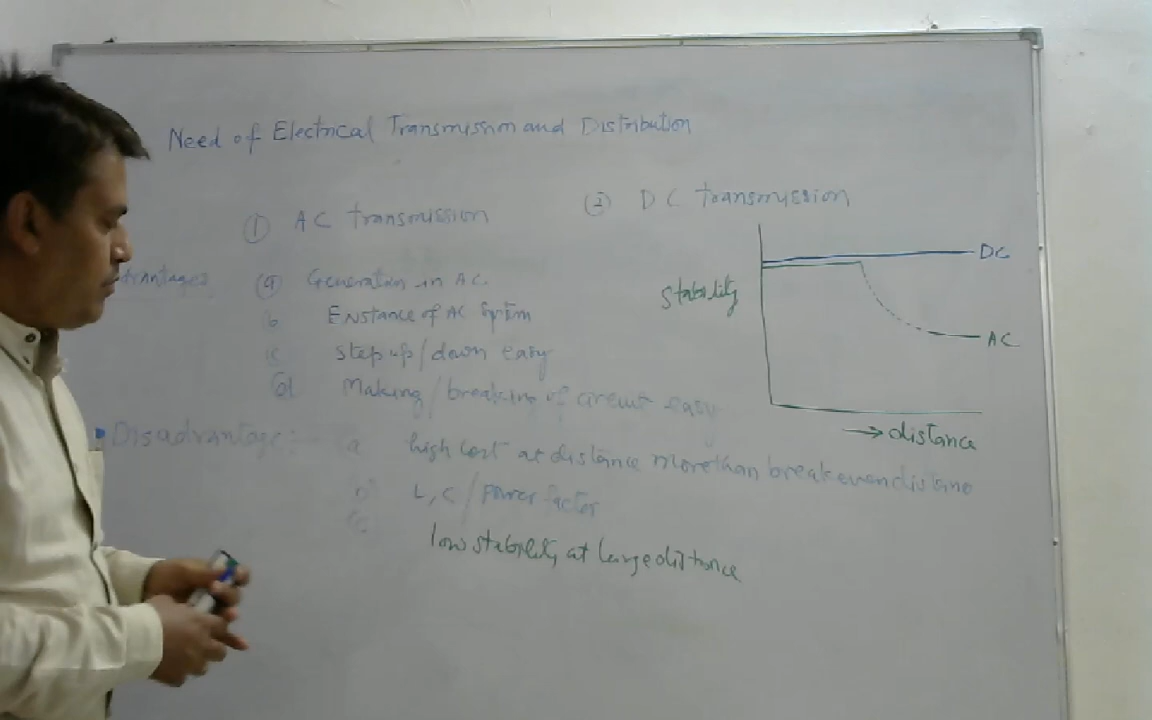 Need of Electrical Transmission and Distribution
① AC transmission
② DC transmission
antages
(a) Generation in AC.
b Enstance of AC System
c step up/down easy
(d) Making/breaking of circuit easy
Stability
DC
AC
→ distance
Disadvantage:
a high cost at distance more than breakeven distance
b L, C / Power factor
c low stability at large distance